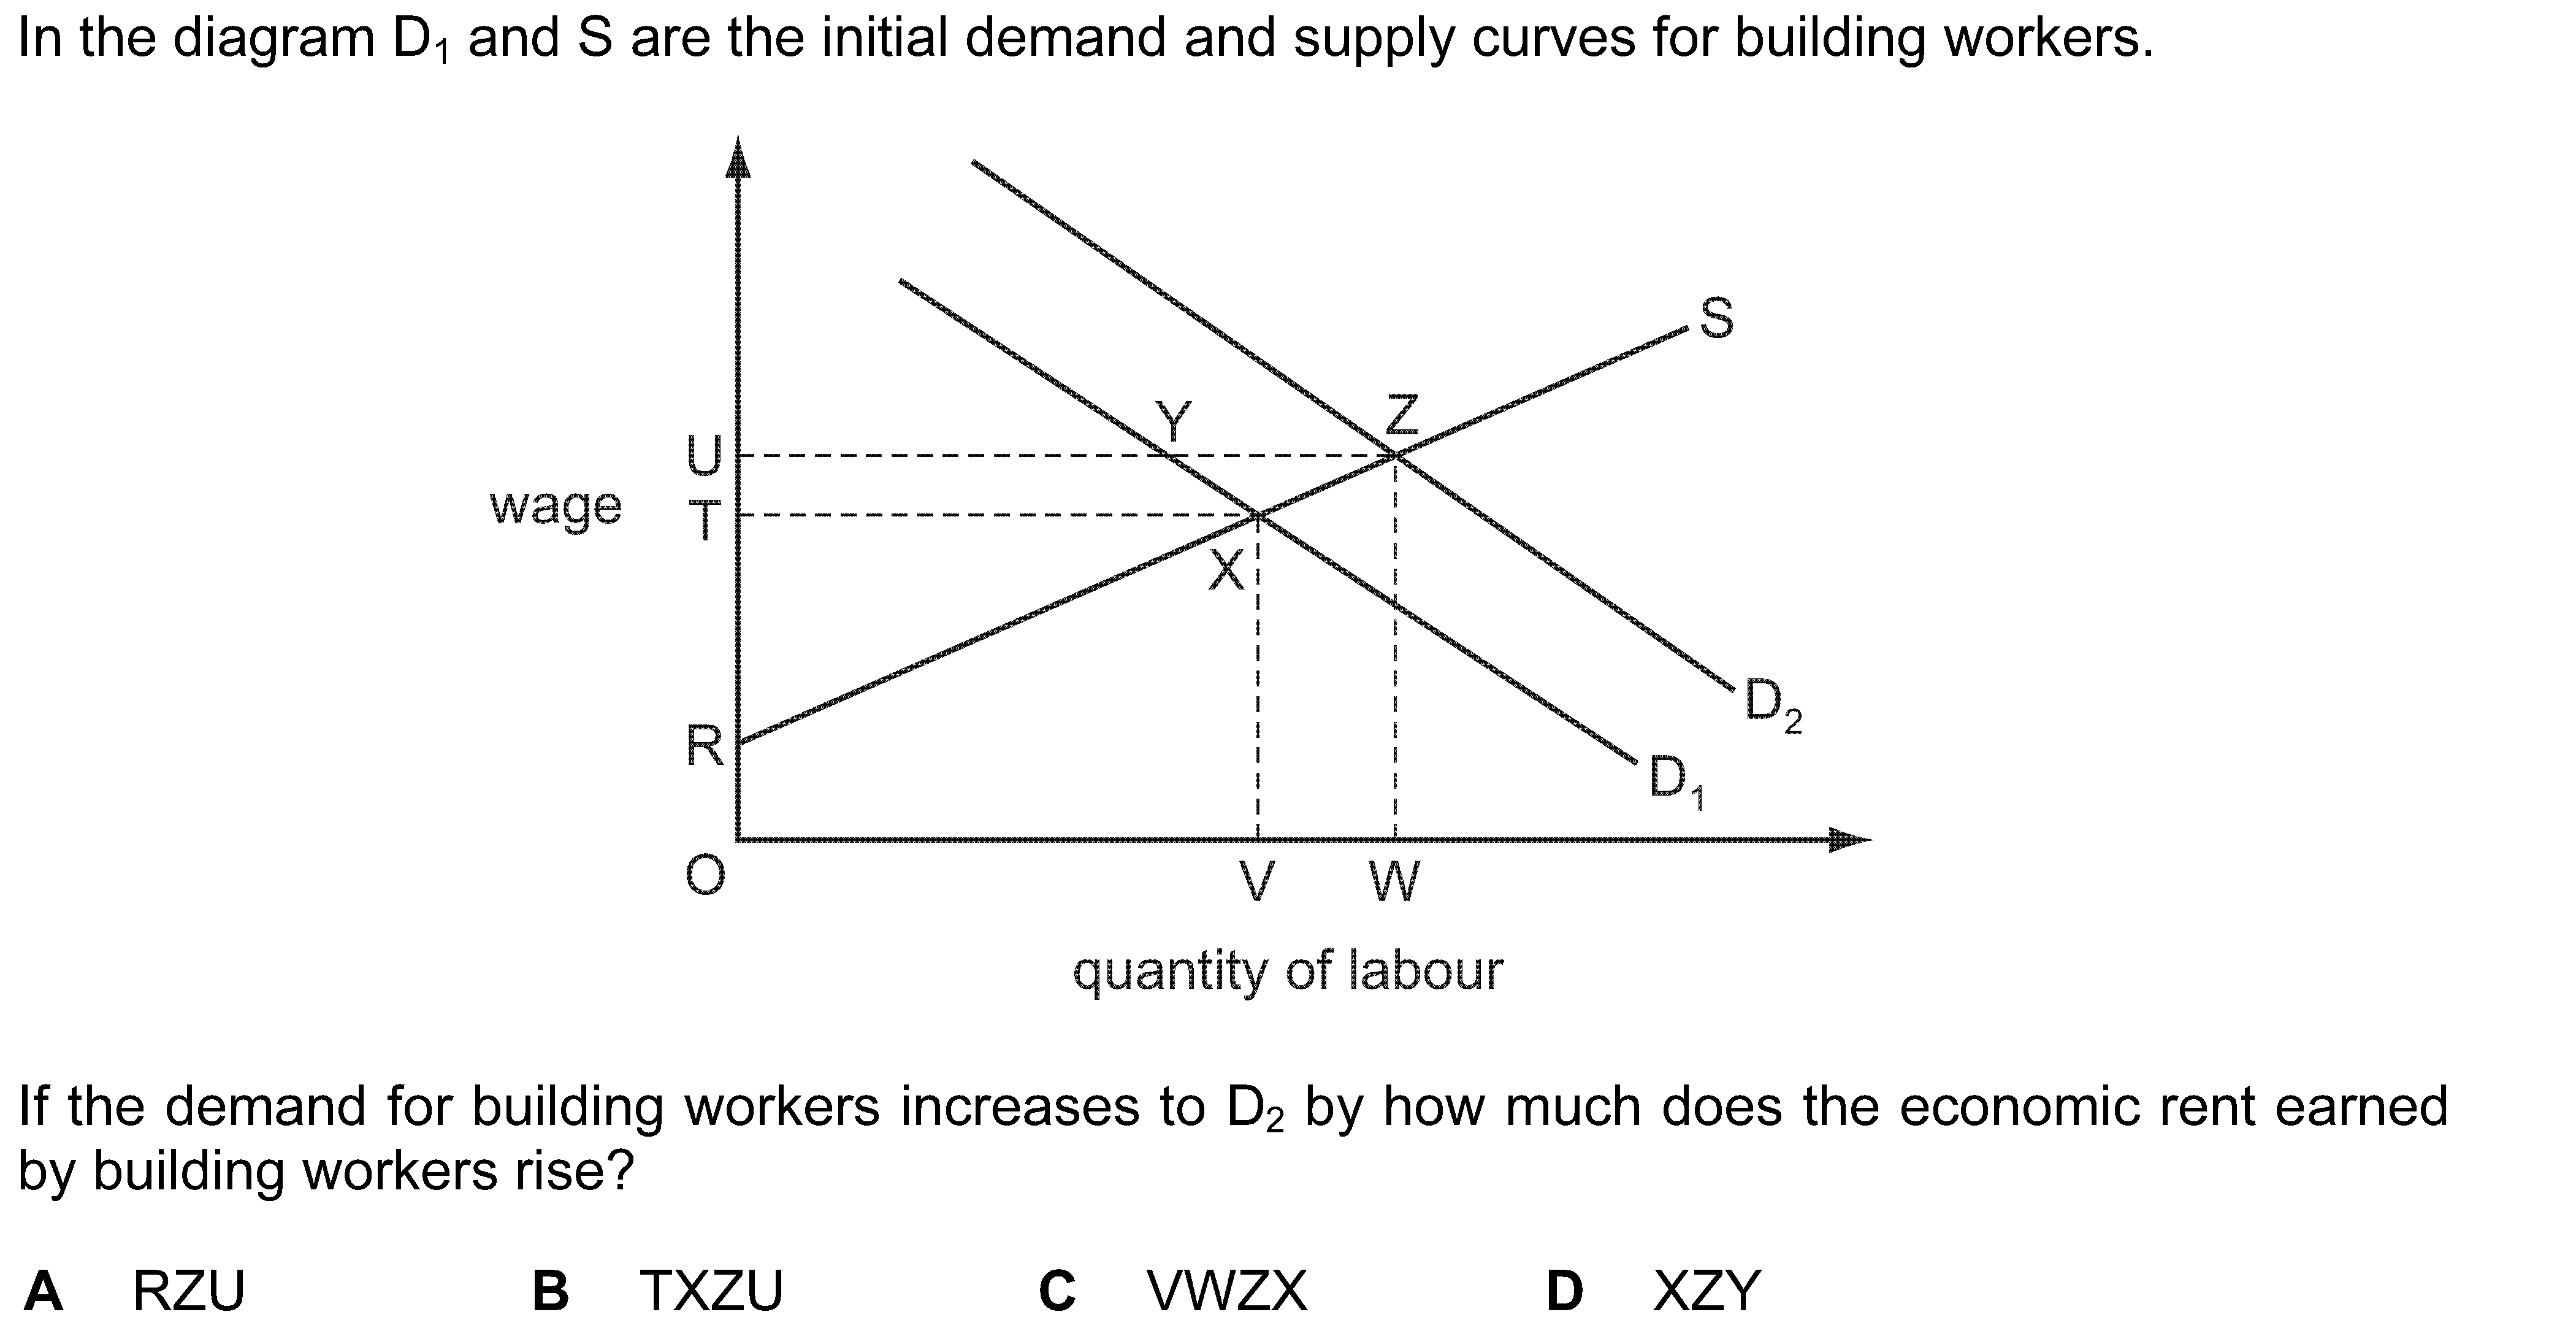 In the diagram D₁ and S are the initial demand and supply curves for building workers.
S
Y
Z
U
wage
T
X
R
D₂
D₁
O
V
W
quantity of labour
If the demand for building workers increases to D₂ by how much does the economic rent earned
by building workers rise?
A RZU B TXZU C VWZX D XZY